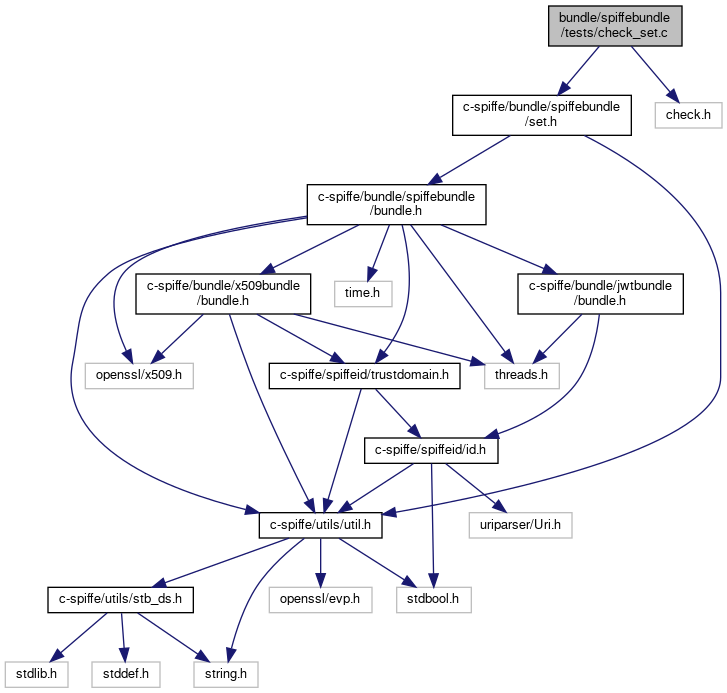 bundle/spiffebundle
/tests/check_set.c
c-spiffe/bundle/spiffebundle
/set.h
check.h
c-spiffe/bundle/spiffebundle
/bundle.h
c-spiffe/bundle/x509bundle
/bundle.h
time.h
c-spiffe/bundle/jwtbundle
/bundle.h
openssl/x509.h
c-spiffe/spiffeid/trustdomain.h
threads.h
c-spiffe/spiffeid/id.h
c-spiffe/utils/util.h
uriparser/Uri.h
c-spiffe/utils/stb_ds.h
openssl/evp.h
stdbool.h
stdlib.h
stddef.h
string.h